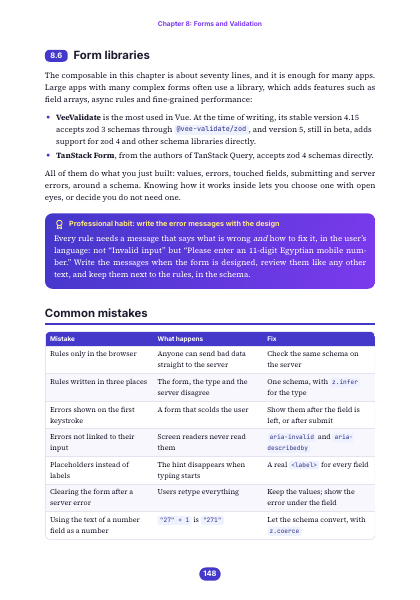 Chapter 8: Forms and Validation
8.6 Form libraries
The composable in this chapter is about seventy lines, and it is enough for many apps.
Large apps with many complex forms often use a library, which adds features such as
field arrays, async rules and fine-grained performance:
• VeeValidate is the most used in Vue. At the time of writing, its stable version 4.15
accepts zod 3 schemas through @vee-validate/zod, and version 5, still in beta, adds
support for zod 4 and other schema libraries directly.
• TanStack Form, from the authors of TanStack Query, accepts zod 4 schemas directly.
All of them do what you just built: values, errors, touched fields, submitting and server
errors, around a schema. Knowing how it works inside lets you choose one with open
eyes, or decide you do not need one.
Professional habit: write the error messages with the design
Every rule needs a message that says what is wrong and how to fix it, in the user's
language: not “Invalid input” but “Please enter an 11-digit Egyptian mobile num-
ber.” Write the messages when the form is designed, review them like any other
text, and keep them next to the rules, in the schema.
Common mistakes
Mistake What happens Fix
Rules only in the browser Anyone can send bad data Check the same schema on
straight to the server the server
Rules written in three places The form, the type and the One schema, with z.infer
server disagree for the type
Errors shown on the first A form that scolds the user Show them after the field is
keystroke left, or after submit
Errors not linked to their Screen readers never read aria-invalid and aria-
input them describedby
Placeholders instead of The hint disappears when A real <label> for every field
labels typing starts
Clearing the form after a Users retype everything Keep the values; show the
server error error under the field
Using the text of a number "27" + 1 is "271" Let the schema convert, with
field as a number z.coerce
148